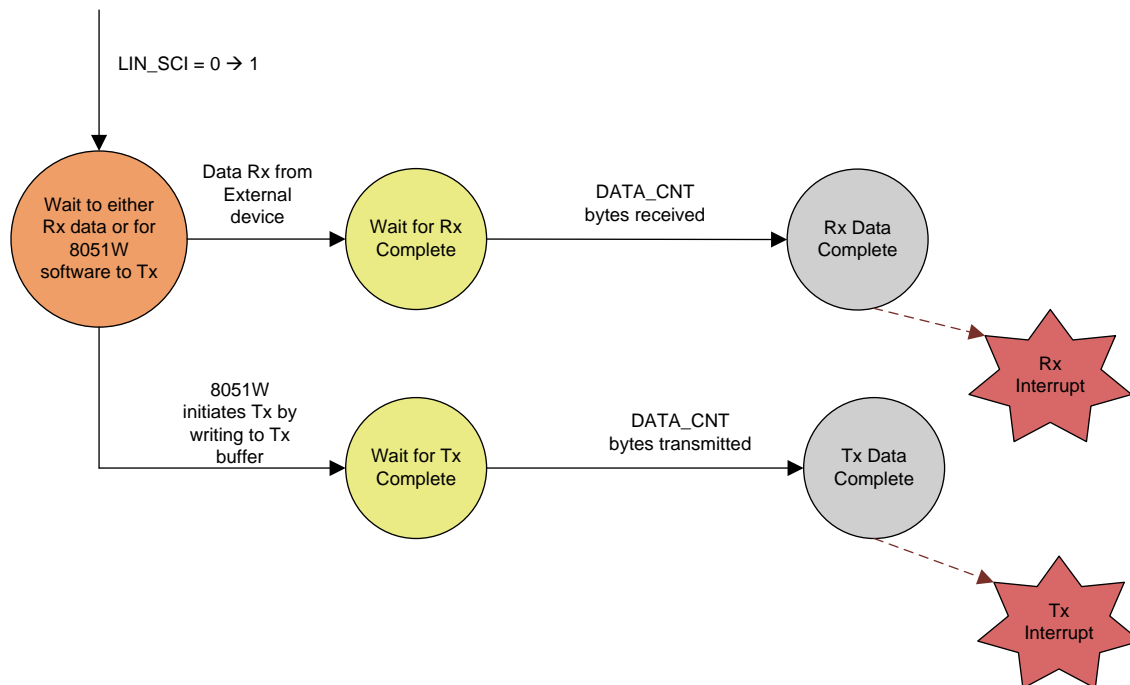 LIN_SCI = 0 → 1
Wait to either
Rx data or for
8051W
software to Tx
Data Rx from
External
device
Wait for Rx
Complete
DATA_CNT
bytes received
Rx Data
Complete
Rx
Interrupt
8051W
initiates Tx by
writing to Tx
buffer
Wait for Tx
Complete
DATA_CNT
bytes transmitted
Tx Data
Complete
Tx
Interrupt